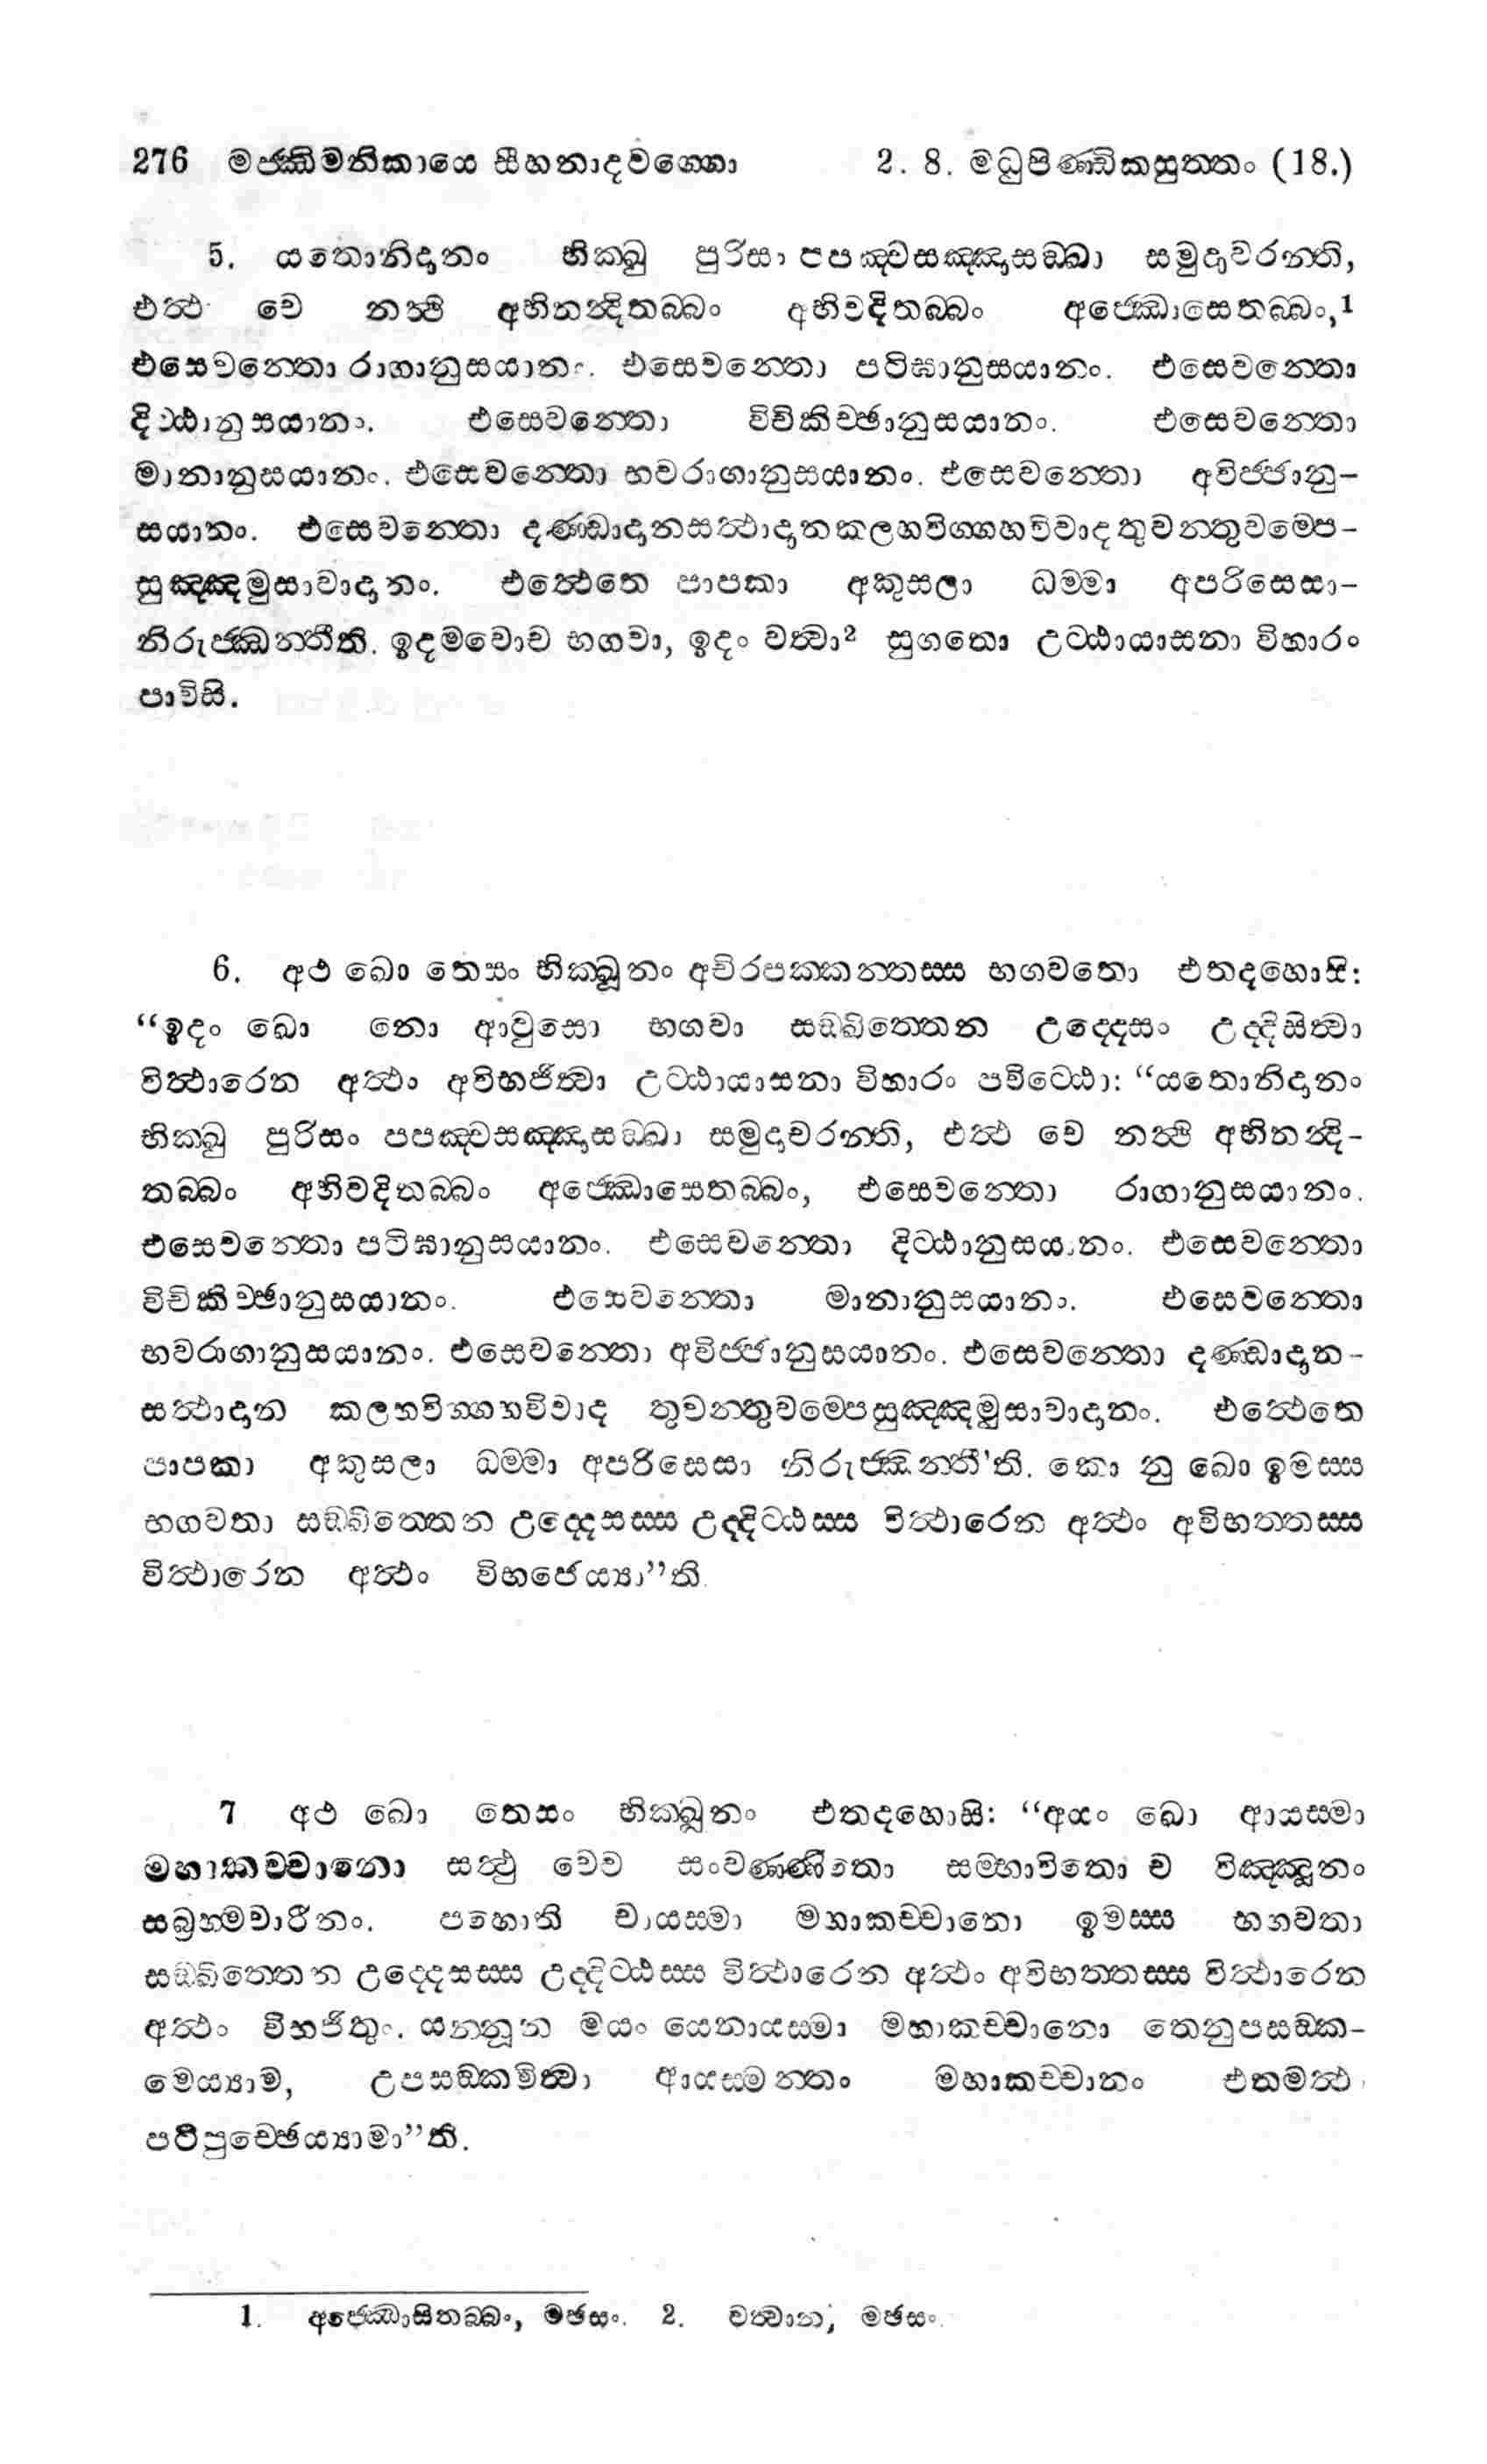 276 මජ්ඣිමනිකායෙ සීහනාදවග්ගො 2. 8. මධුපිණ්ඩිකසුත්තං (18.)
5. යතොනිදානං භික්ඛු පුරිසං පපඤ්චසඤ්ඤාසඞ්ඛා සමුදාචරන්ති,
එත්ථ චෙ නත්ථි අභිනන්දිතබ්බං අභිවදිතබ්බං අජ්ඣොසෙතබ්බං,1
එසෙවන්තො රාගානුසයානං. එසෙවන්තො පටිඝානුසයානං. එසෙවන්තො
දිට්ඨානුසයානං. එසෙවන්තො විචිකිච්ඡානුසයානං. එසෙවන්තො
මානානුසයානං. එසෙවන්තො භවරාගානුසයානං. එසෙවන්තො අවිජ්ජානු-
සයානං. එසෙවන්තො දණ්ඩාදානසත්ථාදානකලහවිග්ගහවිවාදතුවන්තුවම්පෙ-
සුඤ්ඤමුසාවාදානං. එත්ථෙතෙ පාපකා අකුසලා ධම්මා අපරිසෙසා-
නිරුජ්ඣන්තීති. ඉදමවොච භගවා, ඉදං වත්වා2 සුගතො උට්ඨායාසනා විහාරං
පාවිසි.
6. අථ ඛො තෙසං භික්ඛූනං අචිරපක්කන්තස්ස භගවතො එතදහොසි:
“ඉදං ඛො නො ආවුසො භගවා සඞ්ඛිත්තෙන උද්දෙසං උද්දිසිත්වා
විත්ථාරෙන අත්ථං අවිභජිත්වා උට්ඨායාසනා විහාරං පවිට්ඨො: “යතොනිදානං
භික්ඛු පුරිසං පපඤ්චසඤ්ඤාසඞ්ඛා සමුදාචරන්ති, එත්ථ චෙ නත්ථි අභිනන්දි-
තබ්බං අභිවදිතබ්බං අජ්ඣොසෙතබ්බං, එසෙවන්තො රාගානුසයානං.
එසෙවන්තො පටිඝානුසයානං. එසෙවන්තො දිට්ඨානුසයානං. එසෙවන්තො
විචිකිච්ඡානුසයානං. එසෙවන්තො මානානුසයානං. එසෙවන්තො
භවරාගානුසයානං. එසෙවන්තො අවිජ්ජානුසයානං. එසෙවන්තො දණ්ඩාදාන-
සත්ථාදාන කලහවිග්ගහවිවාද තුවන්තුවම්පෙසුඤ්ඤමුසාවාදානං. එත්ථෙතෙ
පාපකා අකුසලා ධම්මා අපරිසෙසා නිරුජ්ඣන්තී’ති. කො නු ඛො ඉමස්ස
භගවතා සඞ්ඛිත්තෙන උද්දෙසස්ස උද්දිට්ඨස්ස විත්ථාරෙන අත්ථං අවිභත්තස්ස
විත්ථාරෙන අත්ථං විභජෙය්‍යා”ති.
7 අථ ඛො තෙසං භික්ඛූනං එතදහොසි: “අයං ඛො ආයස්මා
මහාකච්චානො සත්ථු චෙව සංවණ්ණිතො සම්භාවිතො ච විඤ්ඤූනං
සබ්‍රහ්මචාරීනං. පහොති චායස්මා මහාකච්චානො ඉමස්ස භගවතා
සඞ්ඛිත්තෙන උද්දෙසස්ස උද්දිට්ඨස්ස විත්ථාරෙන අත්ථං අවිභත්තස්ස විත්ථාරෙන
අත්ථං විභජිතුං. යන්නූන මයං යෙනායස්මා මහාකච්චානො තෙනුපසඞ්ක-
මෙය්‍යාම, උපසඞ්කමිත්වා ආයස්මන්තං මහාකච්චානං එතමත්ථං
පටිපුච්ඡෙය්‍යාමා”ති.
1. අජ්ඣොසිතබ්බං, මඡසං. 2. වත්වාන, මඡසං.